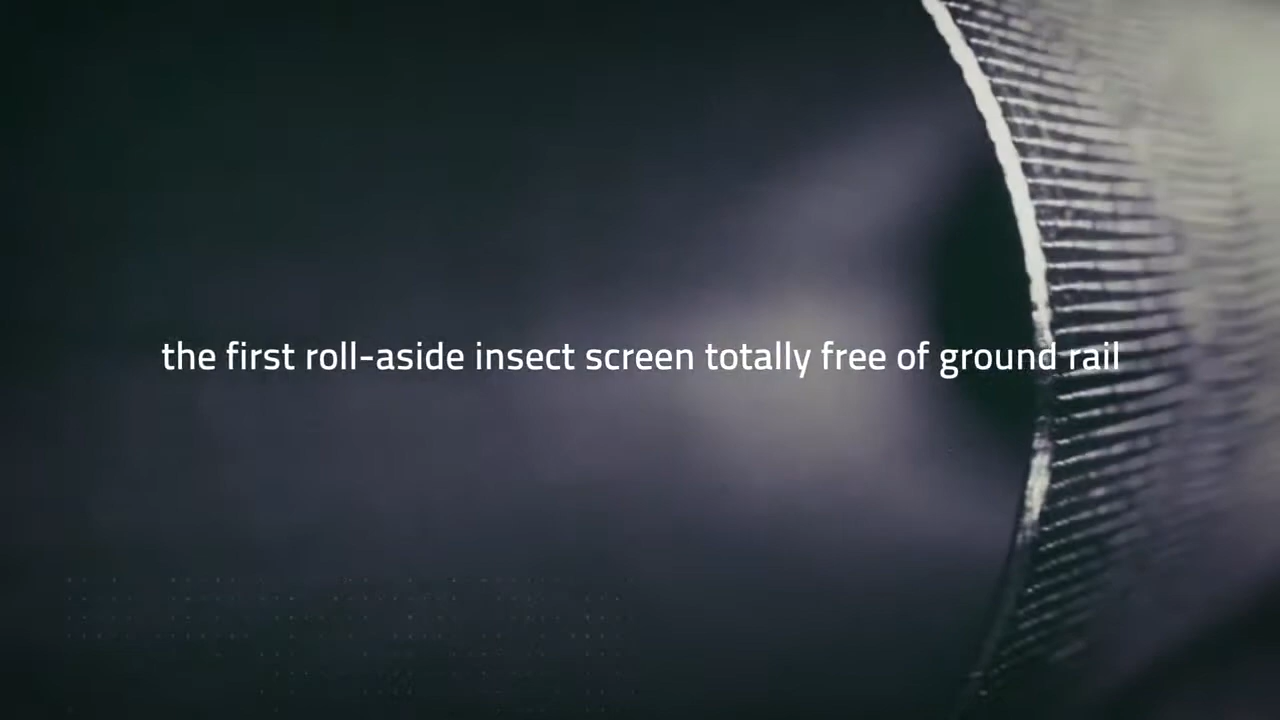 the first roll-aside insect screen totally free of ground rail